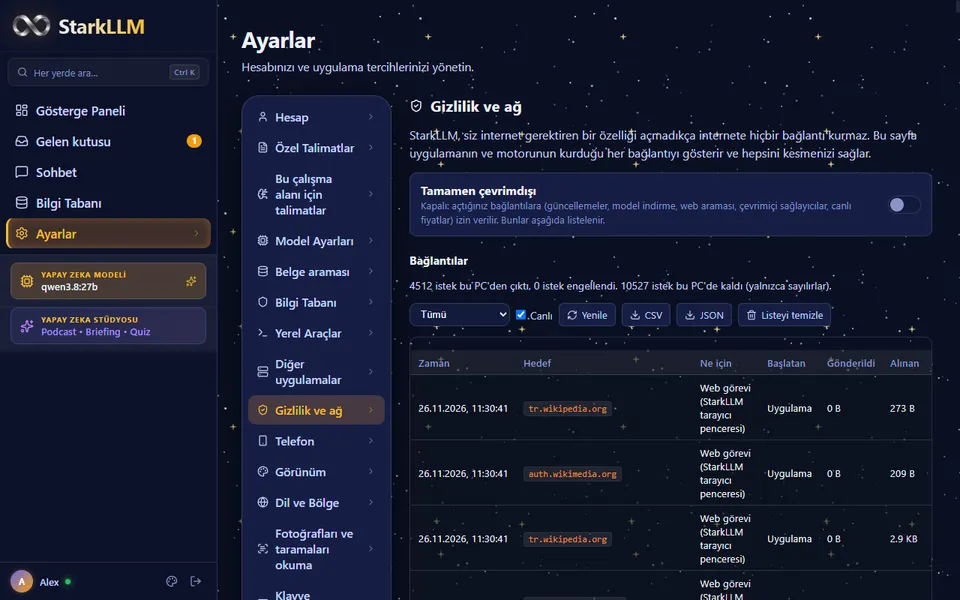 StarkLLM
Her yerde ara...
Ctrl K
Gösterge Paneli
Gelen kutusu
1
Sohbet
Bilgi Tabanı
Ayarlar
YAPAY ZEKA MODELİ
qwen3.8:27b
YAPAY ZEKA STÜDYOSU
Podcast • Briefing • Quiz
A
Alex
Ayarlar
Hesabınızı ve uygulama tercihlerinizi yönetin.
Hesap
Özel Talimatlar
Bu çalışma
alanı için
talimatlar
Model Ayarları
Belge araması
Bilgi Tabanı
Yerel Araçlar
Diğer
uygulamalar
Gizlilik ve ağ
Telefon
Görünüm
Dil ve Bölge
Fotoğrafları ve
taramaları
okuma
Klavye
Gizlilik ve ağ
StarkLLM, siz internet gerektiren bir özelliği açmadıkça internete hiçbir bağlantı kurmaz. Bu sayfa
uygulamanın ve motorunun kurduğu her bağlantıyı gösterir ve hepsini kesmenizi sağlar.
Tamamen çevrimdışı
Kapalı: açtığınız bağlantılara (güncellemeler, model indirme, web araması, çevrimiçi sağlayıcılar, canlı
fiyatlar) izin verilir. Bunlar aşağıda listelenir.
Bağlantılar
4512 istek bu PC'den çıktı, 0 istek engellendi. 10527 istek bu PC'de kaldı (yalnızca sayılırlar).
Tümü
Canlı
Yenile
CSV
JSON
Listeyi temizle
Zaman Hedef Ne için Başlatan Gönderildi Alınan
26.11.2026, 11:30:41 tr.wikipedia.org Web görevi
(StarkLLM
tarayıcı
penceresi) Uygulama 0 B 273 B
26.11.2026, 11:30:41 auth.wikimedia.org Web görevi
(StarkLLM
tarayıcı
penceresi) Uygulama 0 B 209 B
26.11.2026, 11:30:41 tr.wikipedia.org Web görevi
(StarkLLM
tarayıcı
penceresi) Uygulama 0 B 2.9 KB
Web görevi
(StarkLLM